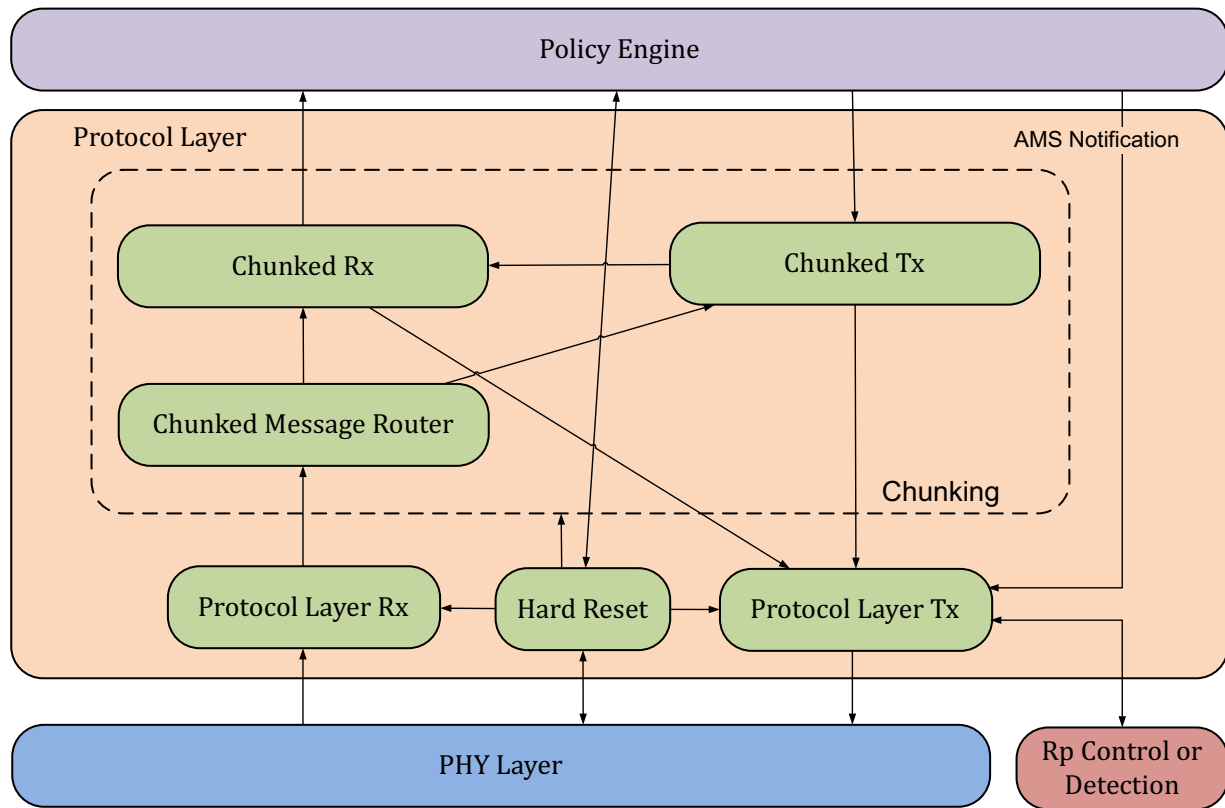 Policy Engine
Protocol Layer
AMS Notification
Chunked Rx
Chunked Tx
Chunked Message Router
Chunking
Protocol Layer Rx
Hard Reset
Protocol Layer Tx
PHY Layer
Rp Control or
Detection